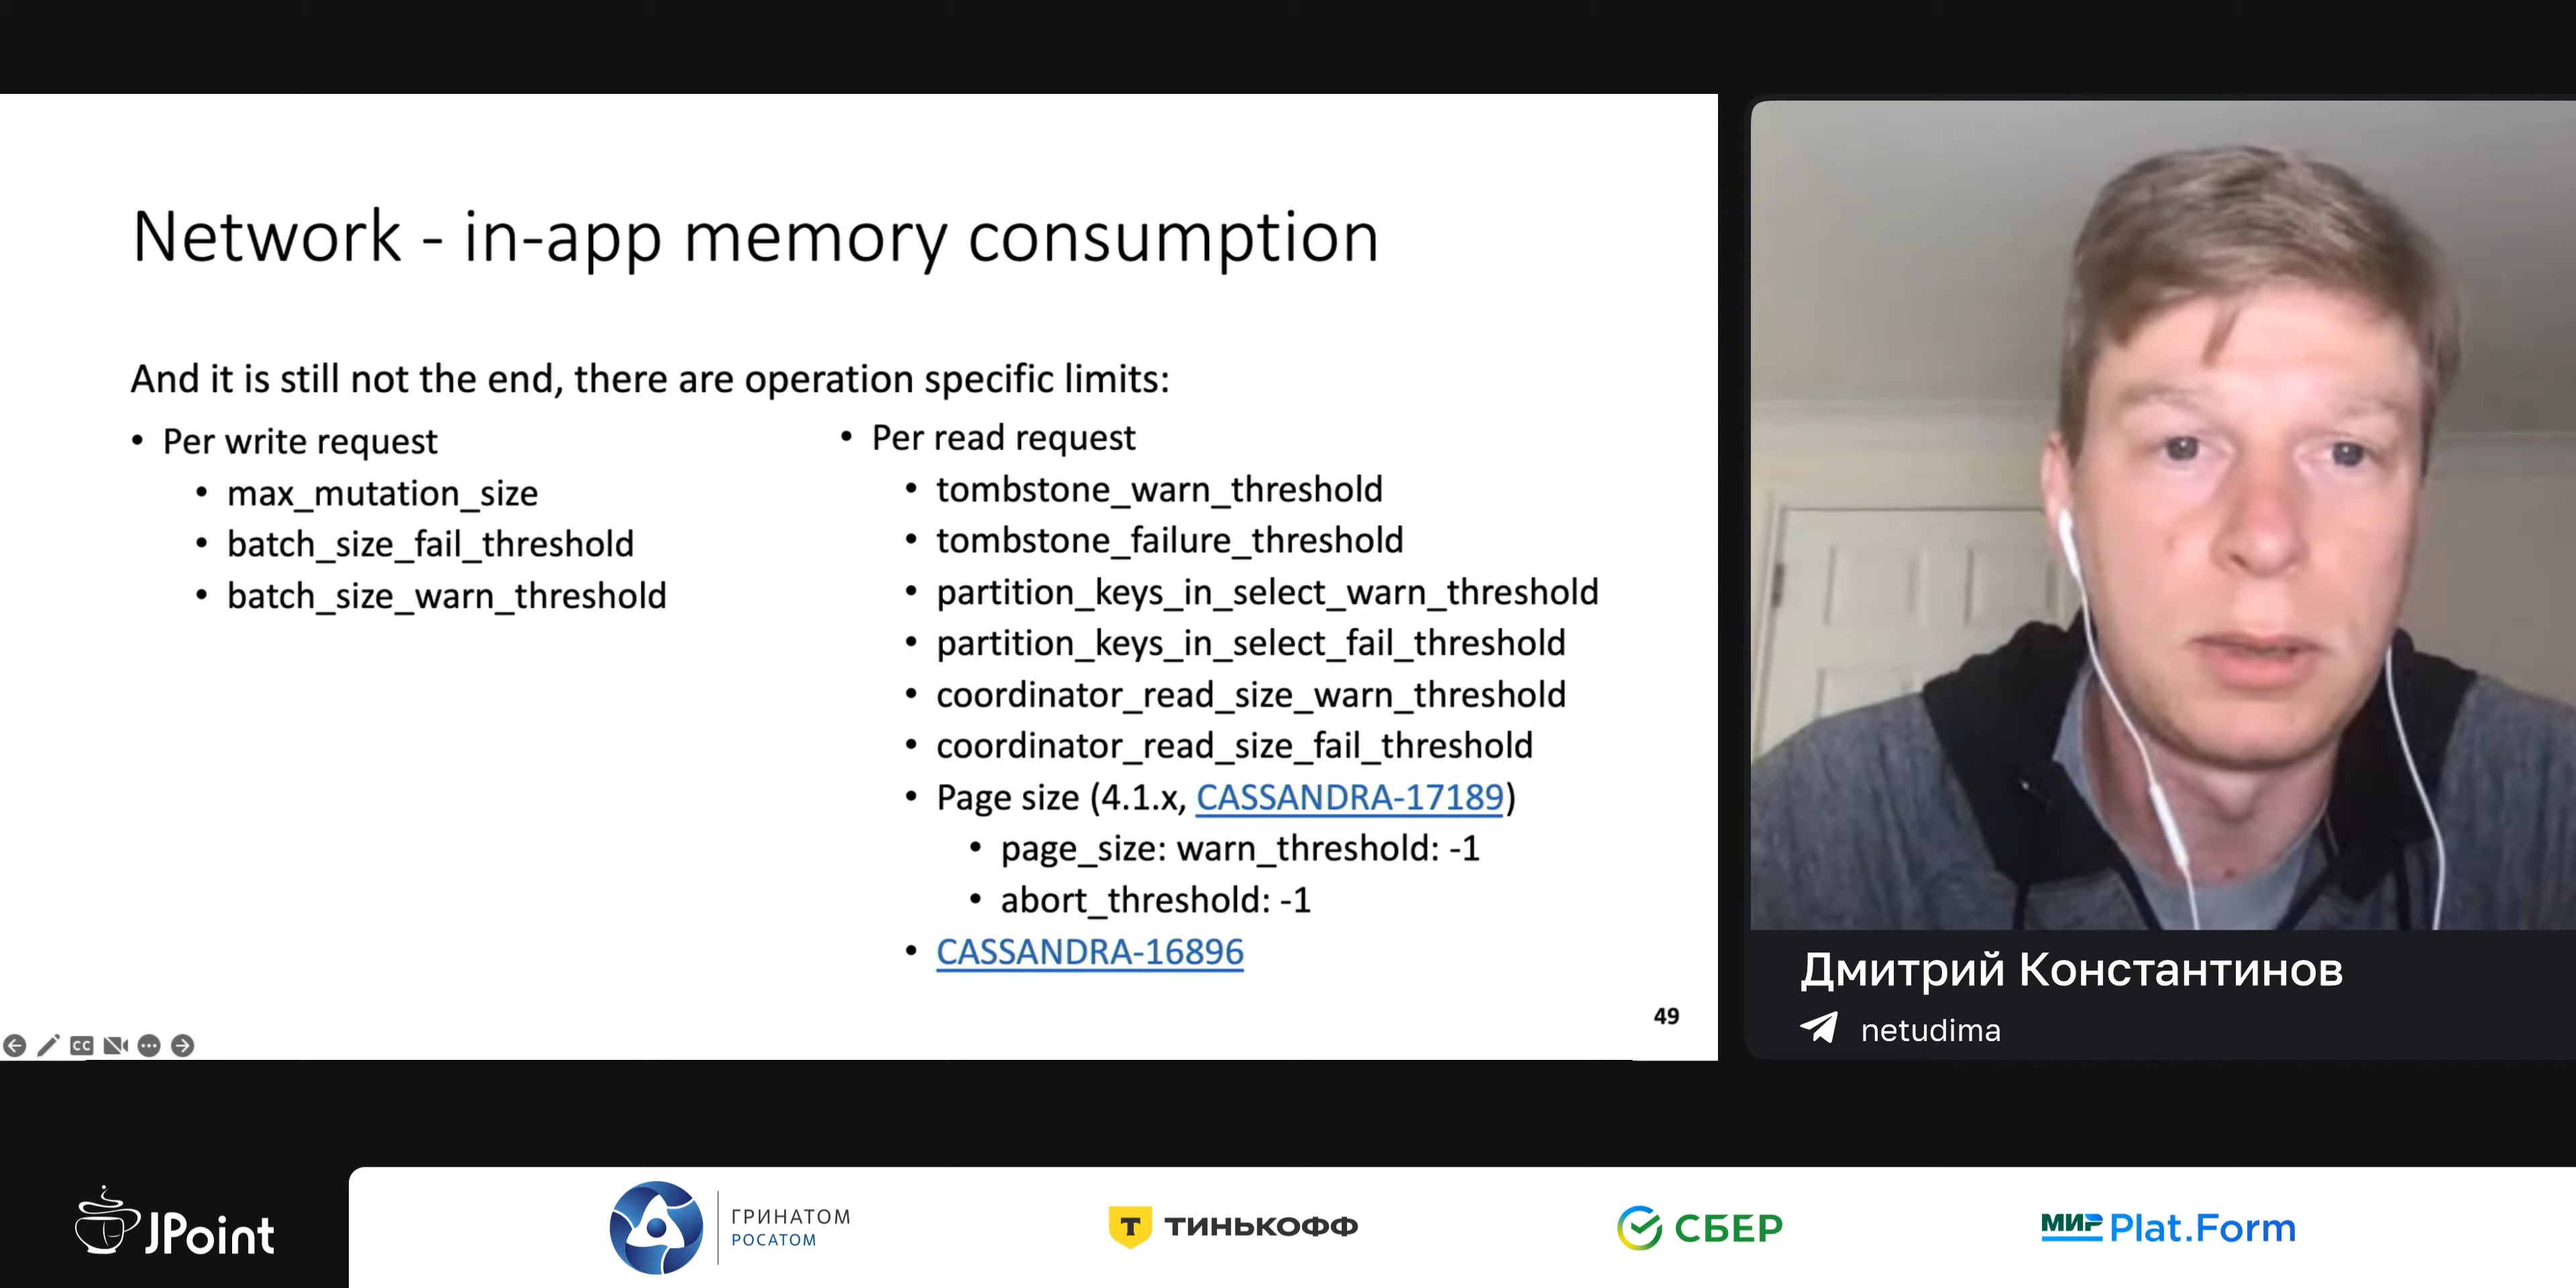 Network - in-app memory consumption
And it is still not the end, there are operation specific limits:
• Per write request
• max_mutation_size
• batch_size_fail_threshold
• batch_size_warn_threshold
• Per read request
• tombstone_warn_threshold
• tombstone_failure_threshold
• partition_keys_in_select_warn_threshold
• partition_keys_in_select_fail_threshold
• coordinator_read_size_warn_threshold
• coordinator_read_size_fail_threshold
• Page size (4.1.x, CASSANDRA-17189)
• page_size: warn_threshold: -1
• abort_threshold: -1
• CASSANDRA-16896
49
CC
Дмитрий Константинов
netudima
JPoint
ГРИНАТОМ
РОСАТОМ
Т ТИНЬКОФФ
СБЕР
МИР Plat.Form